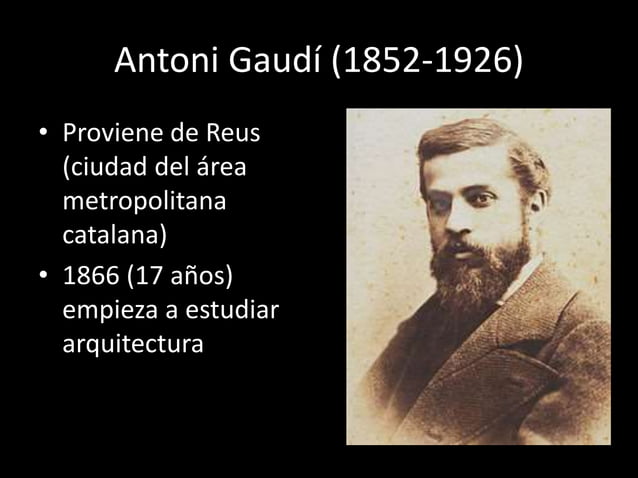 Antoni Gaudí (1852-1926)
• Proviene de Reus
(ciudad del área
metropolitana
catalana)
• 1866 (17 años)
empieza a estudiar
arquitectura